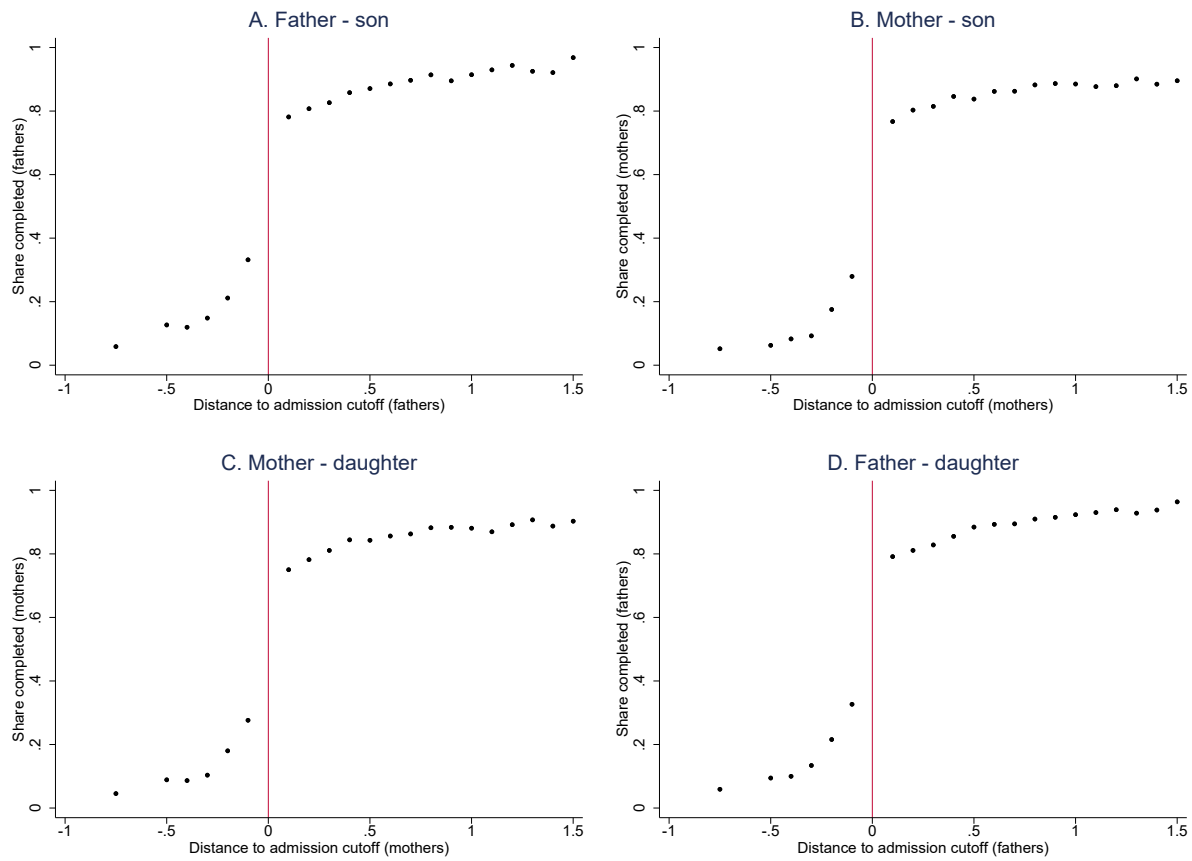 A. Father - son
Share completed (fathers)
1
.8
.6
.4
.2
0
-1 -.5 0 .5 1 1.5
Distance to admission cutoff (fathers)
B. Mother - son
Share completed (mothers)
1
.8
.6
.4
.2
0
-1 -.5 0 .5 1 1.5
Distance to admission cutoff (mothers)
C. Mother - daughter
Share completed (mothers)
1
.8
.6
.4
.2
0
-1 -.5 0 .5 1 1.5
Distance to admission cutoff (mothers)
D. Father - daughter
Share completed (fathers)
1
.8
.6
.4
.2
0
-1 -.5 0 .5 1 1.5
Distance to admission cutoff (fathers)